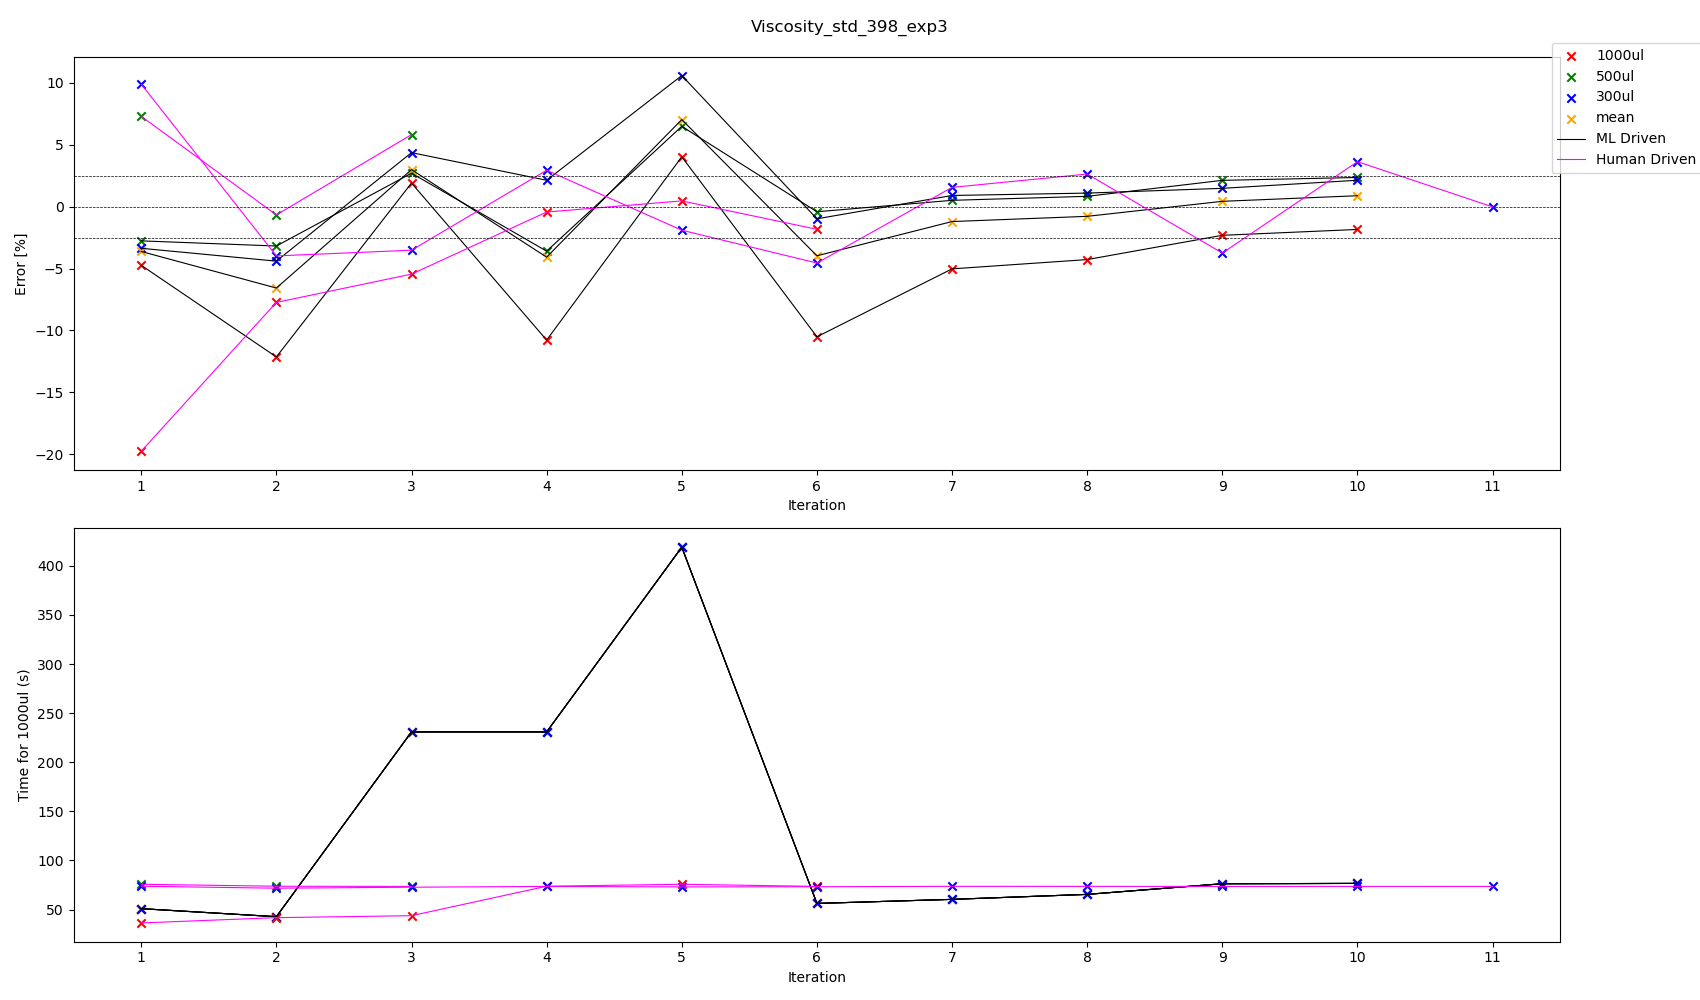 Viscosity_std_398_exp3
1000ul
500ul
300ul
mean
ML Driven
Human Driven
Error [%]
10
5
0
−5
−10
−15
−20
1 2 3 4 5 6 7 8 9 10 11
Iteration
Time for 1000ul (s)
400
350
300
250
200
150
100
50
1 2 3 4 5 6 7 8 9 10 11
Iteration